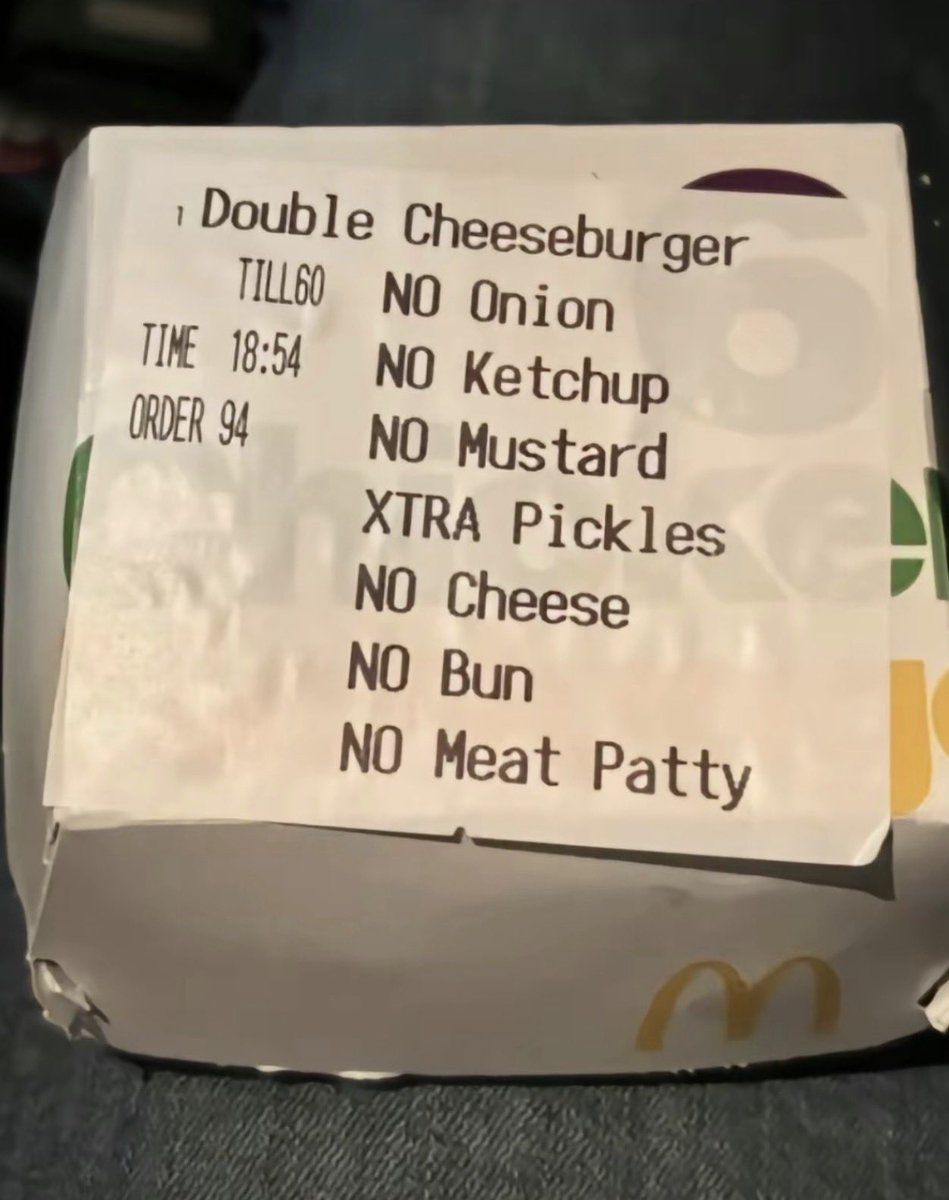 1 Double Cheeseburger
TILL60 NO Onion
TIME 18:54 NO Ketchup
ORDER 94 NO Mustard
XTRA Pickles
NO Cheese
NO Bun
NO Meat Patty